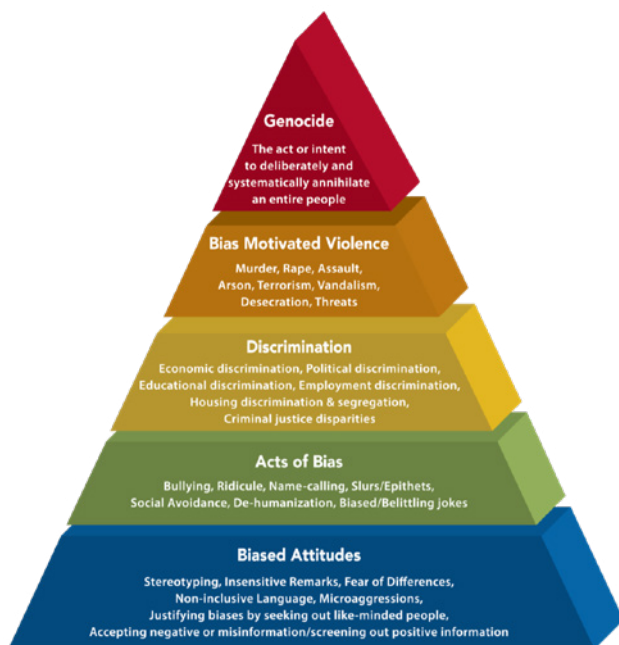 Genocide
The act or intent
to deliberately and
systematically annihilate
an entire people
Bias Motivated Violence
Murder, Rape, Assault,
Arson, Terrorism, Vandalism,
Desecration, Threats
Discrimination
Economic discrimination, Political discrimination,
Educational discrimination, Employment discrimination,
Housing discrimination & segregation,
Criminal justice disparities
Acts of Bias
Bullying, Ridicule, Name-calling, Slurs/Epithets,
Social Avoidance, De-humanization, Biased/Belittling jokes
Biased Attitudes
Stereotyping, Insensitive Remarks, Fear of Differences,
Non-inclusive Language, Microaggressions,
Justifying biases by seeking out like-minded people,
Accepting negative or misinformation/screening out positive information